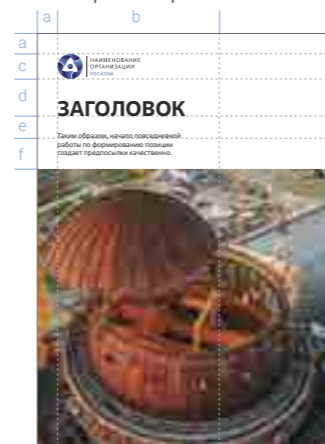 a
b
a
c
НАИМЕНОВАНИЕ
ОРГАНИЗАЦИИ
РОСАТОМ
d
ЗАГОЛОВОК
e
Таким образом, начало повседневной
работы по формированию позиции
f
создает предпосылки качественно.